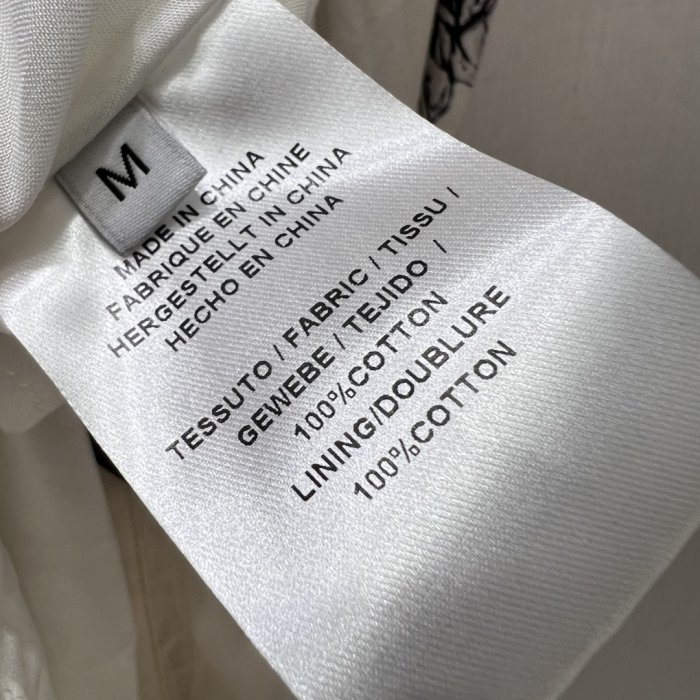 M
MADE IN CHINA
FABRIQUE EN CHINE
HERGESTELLT IN CHINA
HECHO EN CHINA
TESSUTO / FABRIC / TISSU /
GEWEBE / TEJIDO /
100%COTTON
LINING/DOUBLURE
100%COTTON